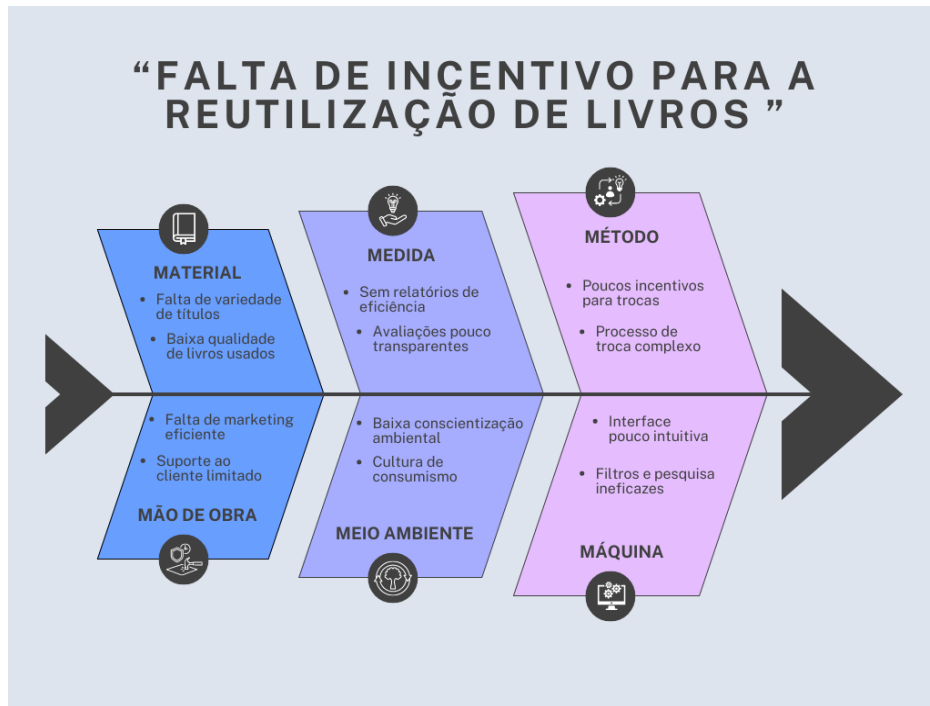 “FALTA DE INCENTIVO PARA A
REUTILIZAÇÃO DE LIVROS ”
MATERIAL
• Falta de variedade
de títulos
• Baixa qualidade
de livros usados
MEDIDA
• Sem relatórios de
eficiência
• Avaliações pouco
transparentes
MÉTODO
• Poucos incentivos
para trocas
• Processo de
troca complexo
• Falta de marketing
eficiente
• Suporte ao
cliente limitado
MÃO DE OBRA
• Baixa conscientização
ambiental
• Cultura de
consumismo
MEIO AMBIENTE
• Interface
pouco intuitiva
• Filtros e pesquisa
ineficazes
MÁQUINA